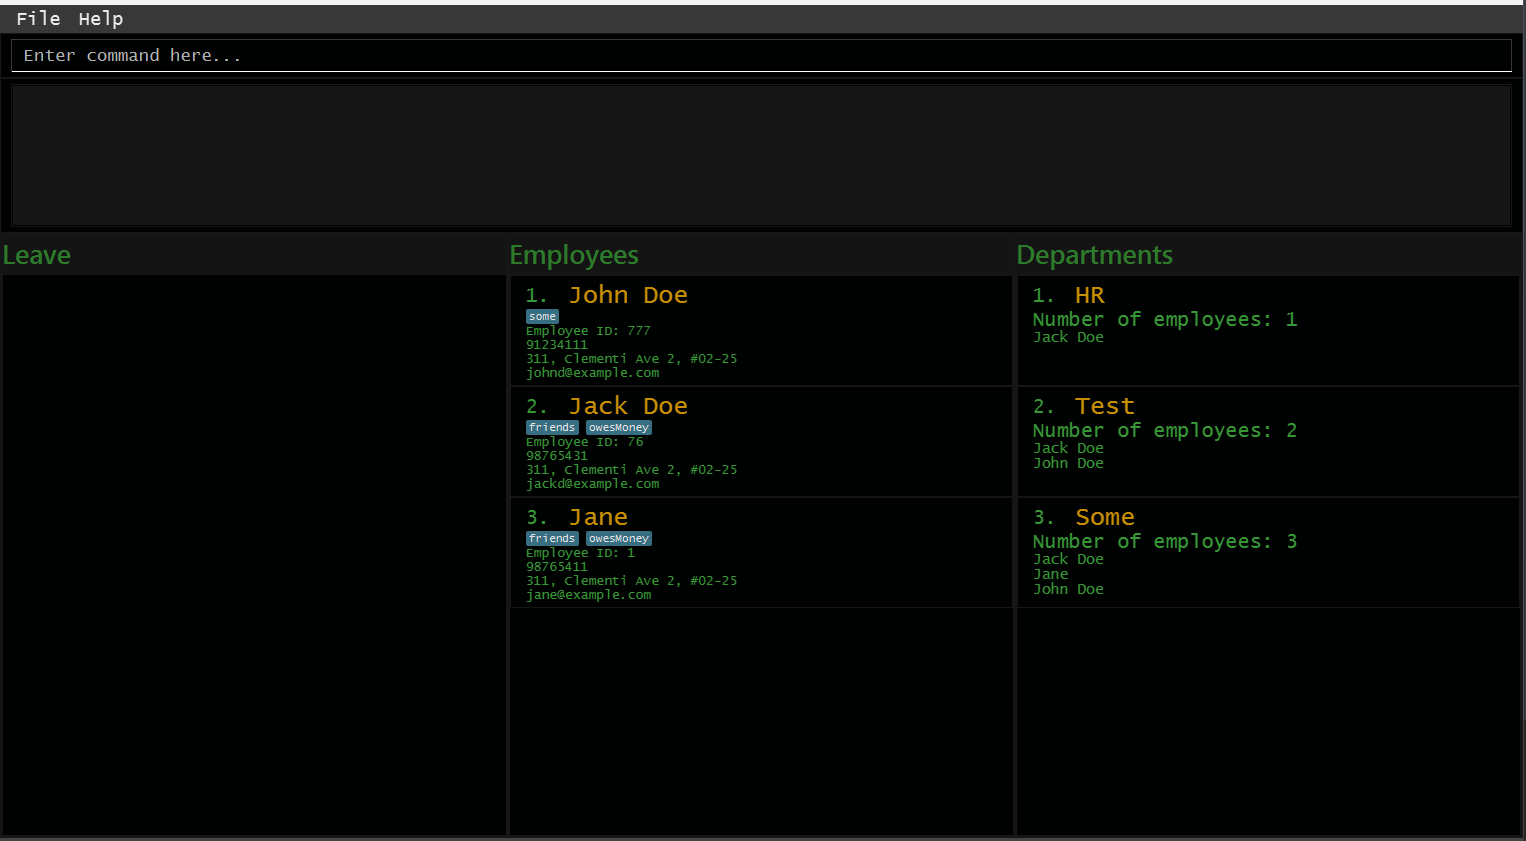 File Help
Enter command here...
Leave
Employees
1. John Doe
some
Employee ID: 777
91234111
311, Clementi Ave 2, #02-25
johnd@example.com
2. Jack Doe
friends owesMoney
Employee ID: 76
98765431
311, Clementi Ave 2, #02-25
jackd@example.com
3. Jane
friends owesMoney
Employee ID: 1
98765411
311, Clementi Ave 2, #02-25
jane@example.com
Departments
1. HR
Number of employees: 1
Jack Doe
2. Test
Number of employees: 2
Jack Doe
John Doe
3. Some
Number of employees: 3
Jack Doe
Jane
John Doe